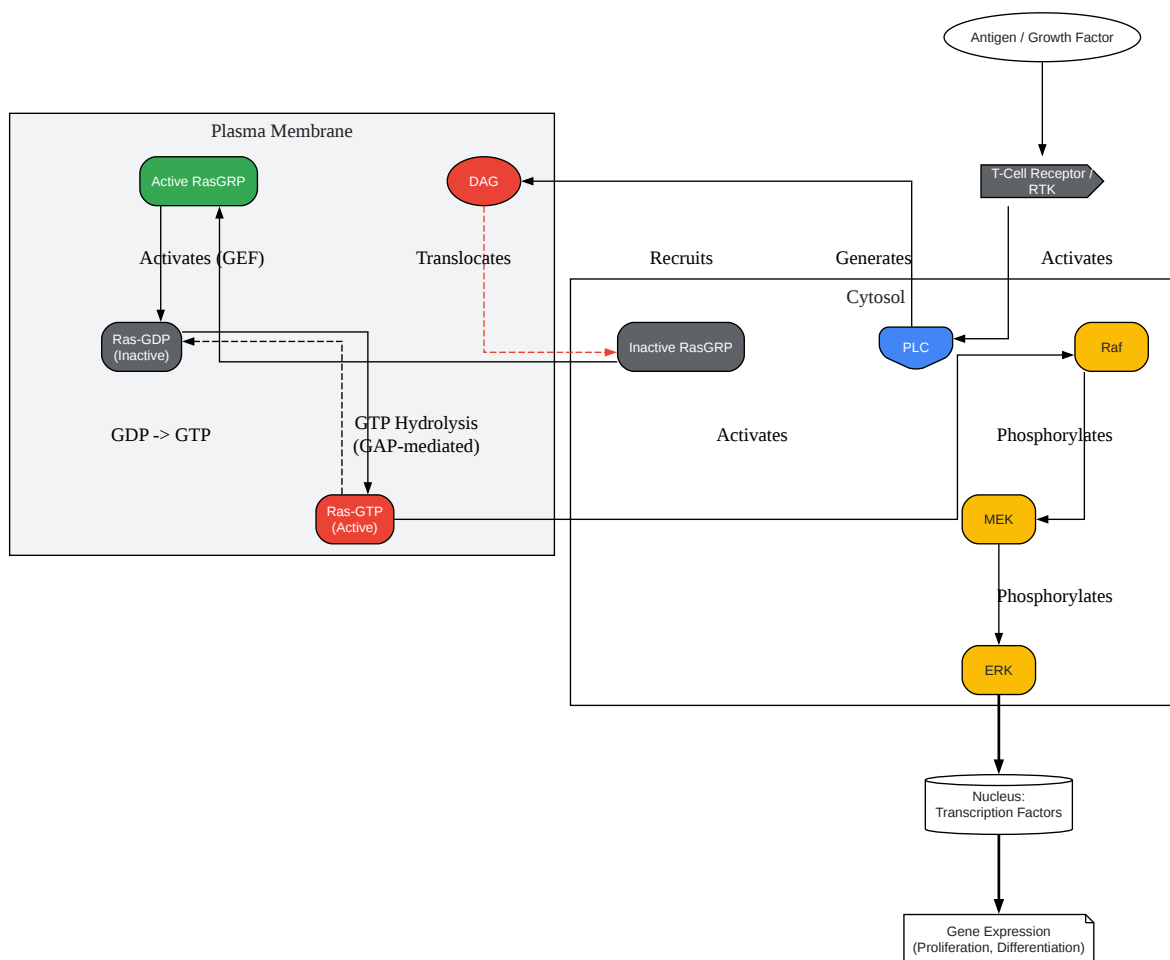 Antigen / Growth Factor
Plasma Membrane
Active RasGRP
DAG
T-Cell Receptor /
RTK
Activates (GEF)
Translocates
Recruits
Generates
Activates
Cytosol
Ras-GDP
(Inactive)
Inactive RasGRP
PLC
Raf
GDP -> GTP
GTP Hydrolysis
(GAP-mediated)
Activates
Phosphorylates
Ras-GTP
(Active)
MEK
Phosphorylates
ERK
Nucleus:
Transcription Factors
Gene Expression
(Proliferation, Differentiation)